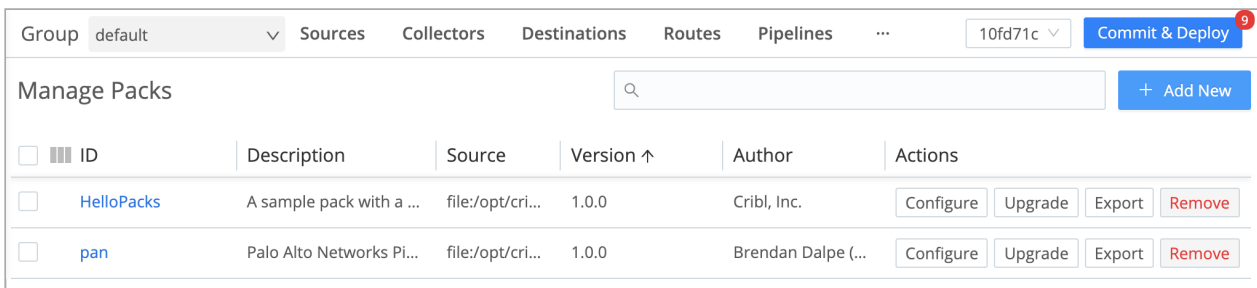 Group default Sources Collectors Destinations Routes Pipelines ... 10fd71c Commit & Deploy 9
Manage Packs + Add New
ID Description Source Version ↑ Author Actions
HelloPacks A sample pack with a ... file:/opt/cri... 1.0.0 Cribl, Inc. Configure Upgrade Export Remove
pan Palo Alto Networks Pi... file:/opt/cri... 1.0.0 Brendan Dalpe (... Configure Upgrade Export Remove